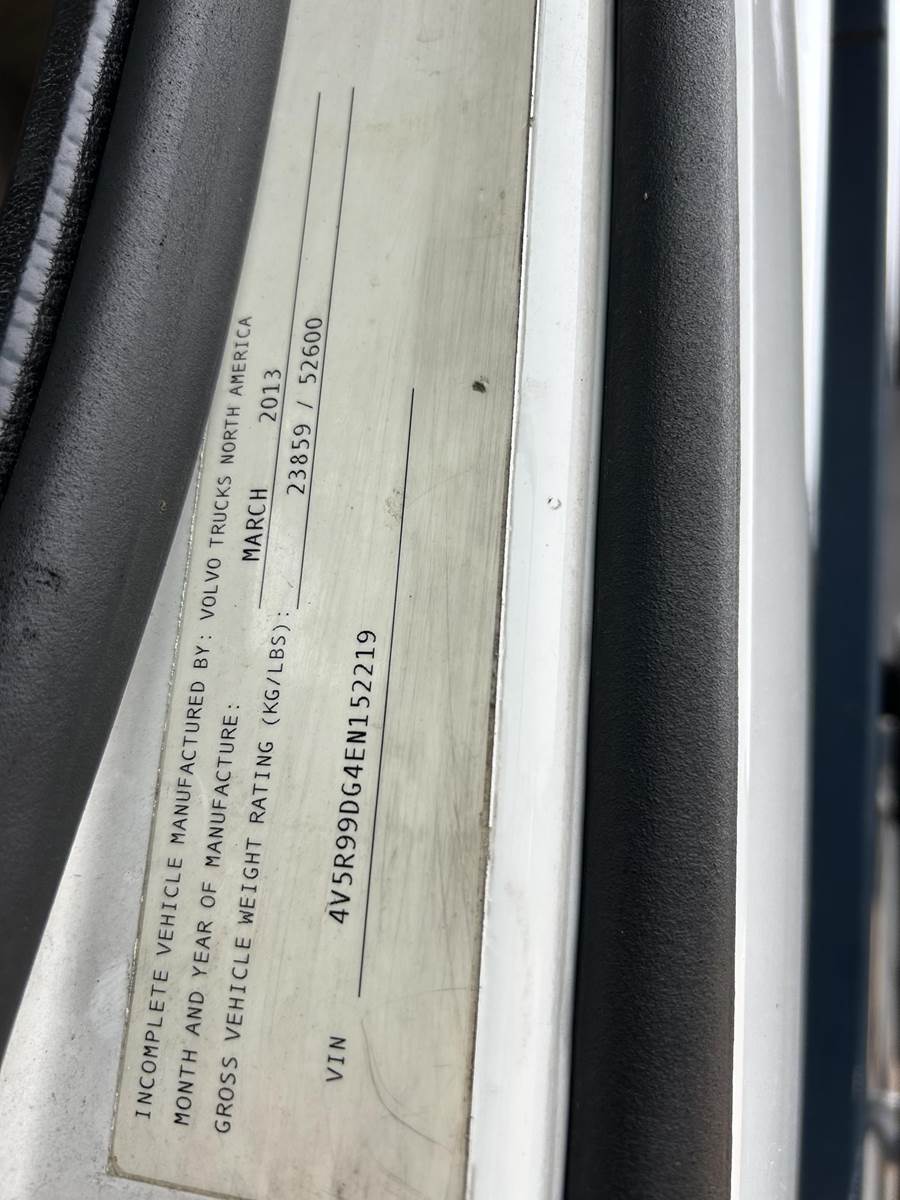 INCOMPLETE VEHICLE MANUFACTURED BY: VOLVO TRUCKS NORTH AMERICA
MONTH AND YEAR OF MANUFACTURE: MARCH 2013
GROSS VEHICLE WEIGHT RATING (KG/LBS): 23859 / 52600
VIN 4V5R99DG4EN152219